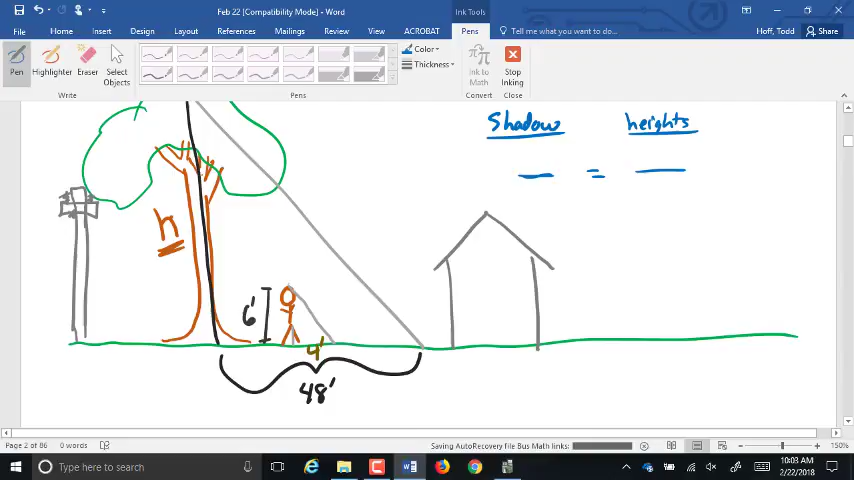 Feb 22 [Compatibility Mode] - Word
Ink Tools
Hoff, Todd
File Home Insert Design Layout References Mailings Review View ACROBAT Pens Tell me what you want to do... Share
Pen Highlighter Eraser Select Objects
Color
Thickness
Ink to Math
Stop Inking
Write Pens Convert Close
Shadow heights
=
h
6'
4'
48'
Page 2 of 86 0 words Saving AutoRecovery file Bus Math links: 150%
Type here to search
10:03 AM
2/22/2018